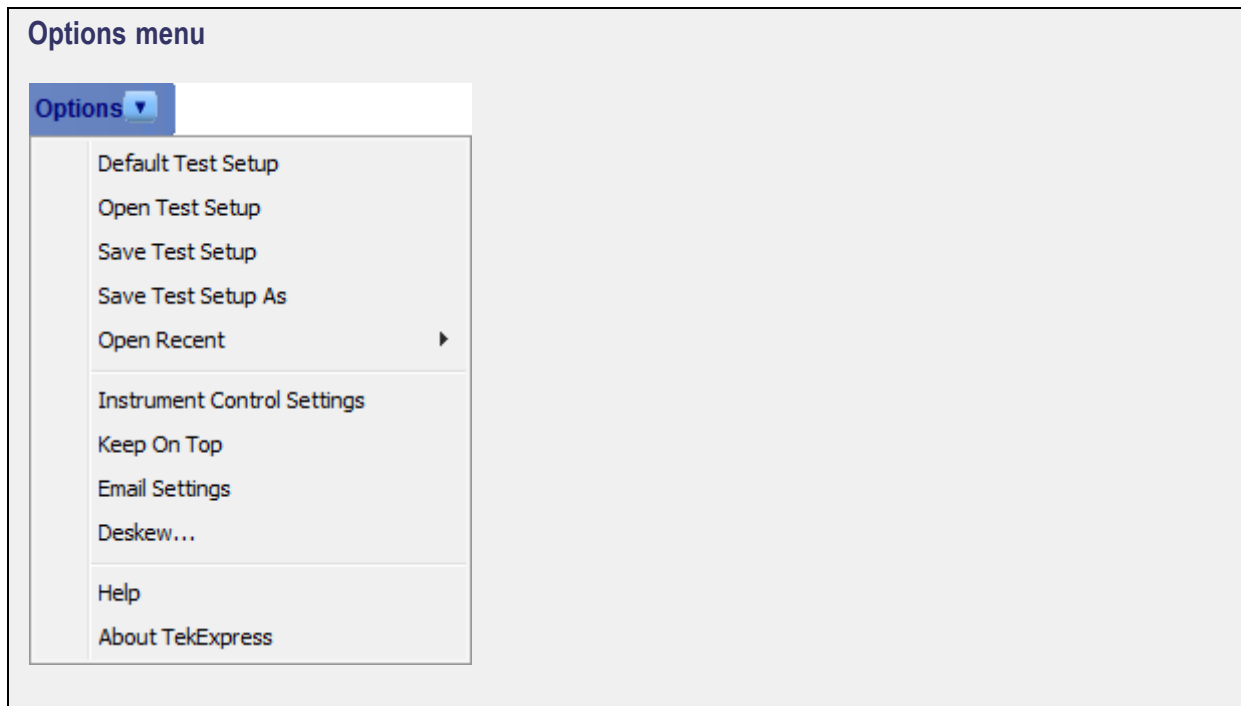 Options menu
Options
Default Test Setup
Open Test Setup
Save Test Setup
Save Test Setup As
Open Recent
Instrument Control Settings
Keep On Top
Email Settings
Deskew...
Help
About TekExpress